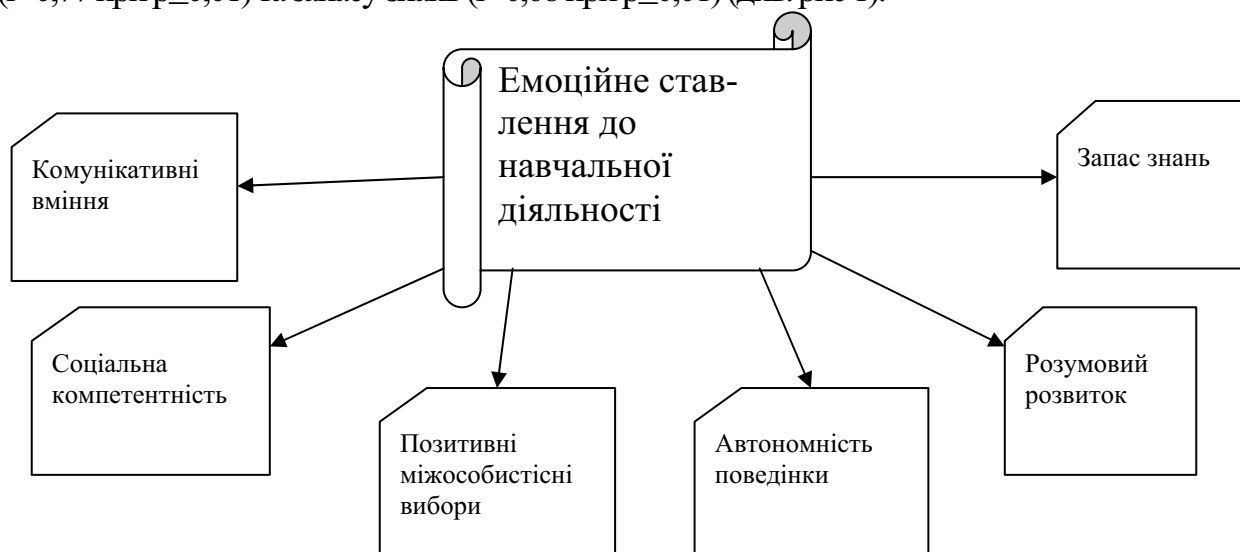 Емоційне став-
лення до
навчальної
діяльності
Комунікативні
вміння
Запас знань
Соціальна
компетентність
Розумовий
розвиток
Позитивні
міжособистісні
вибори
Автономність
поведінки